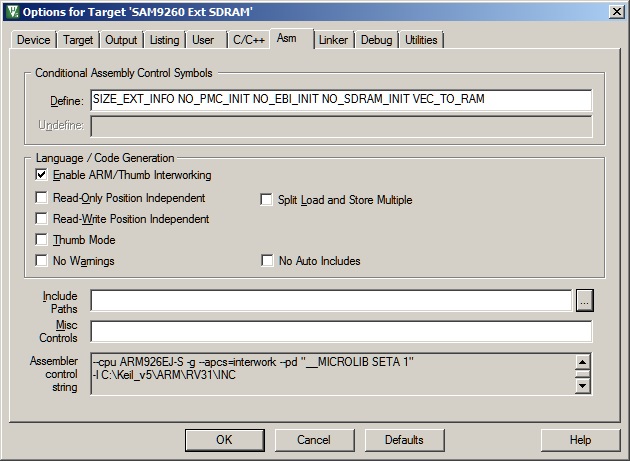 Options for Target 'SAM9260 Ext SDRAM'
Device Target Output Listing User C/C++ Asm Linker Debug Utilities
Conditional Assembly Control Symbols
Define: SIZE_EXT_INFO NO_PMC_INIT NO_EBI_INIT NO_SDRAM_INIT VEC_TO_RAM
Undefine:
Language / Code Generation
Enable ARM/Thumb Interworking
Read-Only Position Independent Split Load and Store Multiple
Read-Write Position Independent
Thumb Mode
No Warnings No Auto Includes
Include
Paths
...
Misc
Controls
Assembler
control
string
--cpu ARM926EJ-S -g --apcs=interwork --pd "__MICROLIB SETA 1"
-I C:\Keil_v5\ARM\RV31\INC
OK Cancel Defaults Help